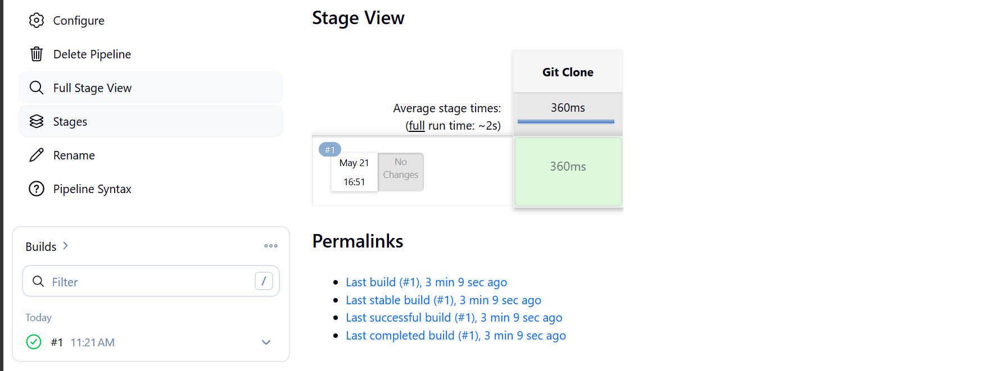 Configure
Delete Pipeline
Full Stage View
Stages
Rename
Pipeline Syntax
Builds
Filter
/
Today
#1 11:21 AM
Stage View
Git Clone
Average stage times:
(full run time: ~2s)
360ms
#1
May 21
16:51
No
Changes
360ms
Permalinks
Last build (#1), 3 min 9 sec ago
Last stable build (#1), 3 min 9 sec ago
Last successful build (#1), 3 min 9 sec ago
Last completed build (#1), 3 min 9 sec ago